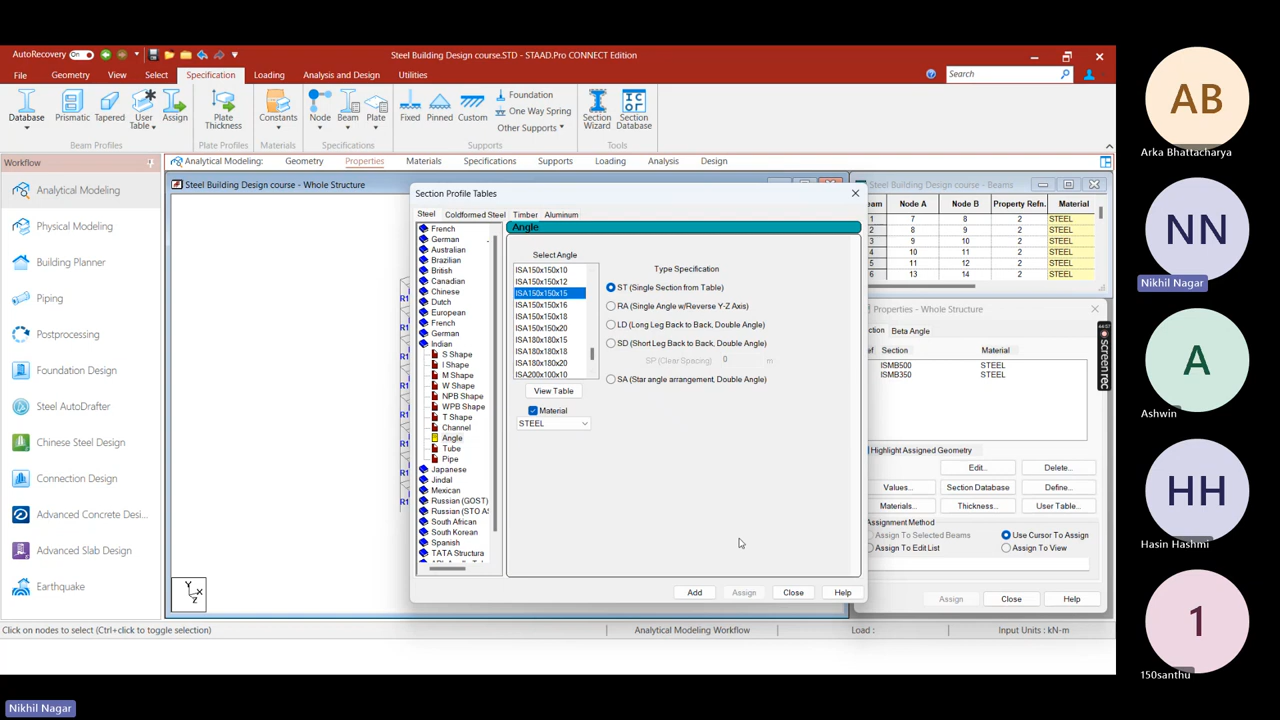 AutoRecovery On
Steel Building Design course.STD - STAAD.Pro CONNECT Edition
File Geometry View Select Specification Loading Analysis and Design Utilities
Search
Database Prismatic Tapered User Table Assign
Beam Profiles
Plate Thickness
Plate Profiles
Constants
Materials
Node Beam Plate
Specifications
Fixed Pinned Custom
Foundation
One Way Spring
Other Supports
Supports
Section Wizard Section Database
Tools
Workflow
Analytical Modeling: Geometry Properties Materials Specifications Supports Loading Analysis Design
Analytical Modeling
Physical Modeling
Building Planner
Piping
Postprocessing
Foundation Design
Steel AutoDrafter
Chinese Steel Design
Connection Design
Advanced Concrete Desi...
Advanced Slab Design
Earthquake
Steel Building Design course - Whole Structure
Y
X
Z
Section Profile Tables
Steel Coldformed Steel Timber Aluminum
French
German
Australian
Brazilian
British
Canadian
Chinese
Dutch
European
French
German
Indian
S Shape
I Shape
M Shape
W Shape
NPB Shape
WPB Shape
T Shape
Channel
Angle
Tube
Pipe
Japanese
Jindal
Mexican
Russian (GOST)
Russian (STO AS
South African
South Korean
Spanish
TATA Structura
Angle
Select Angle
ISA150x150x10
ISA150x150x12
ISA150x150x15
ISA150x150x16
ISA150x150x18
ISA150x150x20
ISA180x180x15
ISA180x180x18
ISA180x180x20
ISA200x100x10
View Table
Material
STEEL
Type Specification
ST (Single Section from Table)
RA (Single Angle w/Reverse Y-Z Axis)
LD (Long Leg Back to Back, Double Angle)
SD (Short Leg Back to Back, Double Angle)
SP (Clear Spacing) 0 m
SA (Star angle arrangement, Double Angle)
Add Assign Close Help
Steel Building Design course - Beams
eam Node A Node B Property Refn. Material
1 7 8 2 STEEL
2 8 9 2 STEEL
3 9 10 2 STEEL
4 10 11 2 STEEL
5 11 12 2 STEEL
6 13 14 2 STEEL
Properties - Whole Structure
ction Beta Angle
ef Section Material
ISMB500 STEEL
ISMB350 STEEL
Highlight Assigned Geometry
Edit... Delete...
Values... Section Database Define...
Materials... Thickness... User Table...
Assignment Method
Assign To Selected Beams Use Cursor To Assign
Assign To Edit List Assign To View
Assign Close Help
screen rec
Click on nodes to select (Ctrl+click to toggle selection)
Analytical Modeling Workflow
Load :
Input Units : kN-m
AB
Arka Bhattacharya
NN
Nikhil Nagar
A
Ashwin
HH
Hasin Hashmi
1
150santhu
Nikhil Nagar